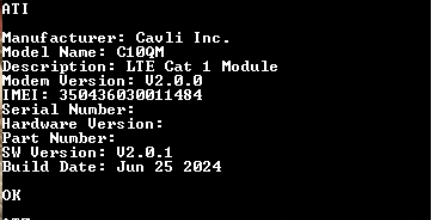 ATI
Manufacturer: Cavli Inc.
Model Name: C10QM
Description: LTE Cat 1 Module
Modem Version: V2.0.0
IMEI: 350436030011484
Serial Number:
Hardware Version:
Part Number:
SW Version: V2.0.1
Build Date: Jun 25 2024
OK